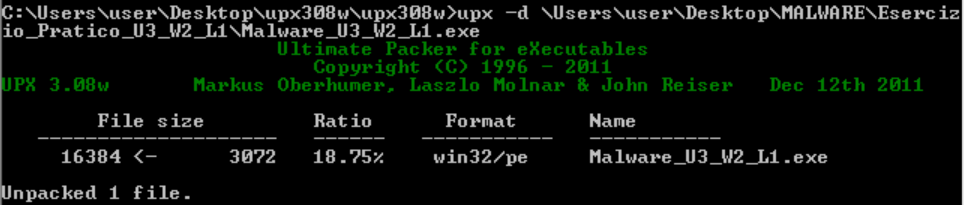 C:\Users\user\Desktop\upx308w\upx308w>upx -d \Users\user\Desktop\MALWARE\Eserciz
io_Pratico_U3_W2_L1\Malware_U3_W2_L1.exe
Ultimate Packer for eXecutables
Copyright (C) 1996 - 2011
UPX 3.08w Markus Oberhumer, Laszlo Molnar & John Reiser Dec 12th 2011
File size Ratio Format Name
-------------------- ------ ----------- -----------
16384 <- 3072 18.75% win32/pe Malware_U3_W2_L1.exe
Unpacked 1 file.